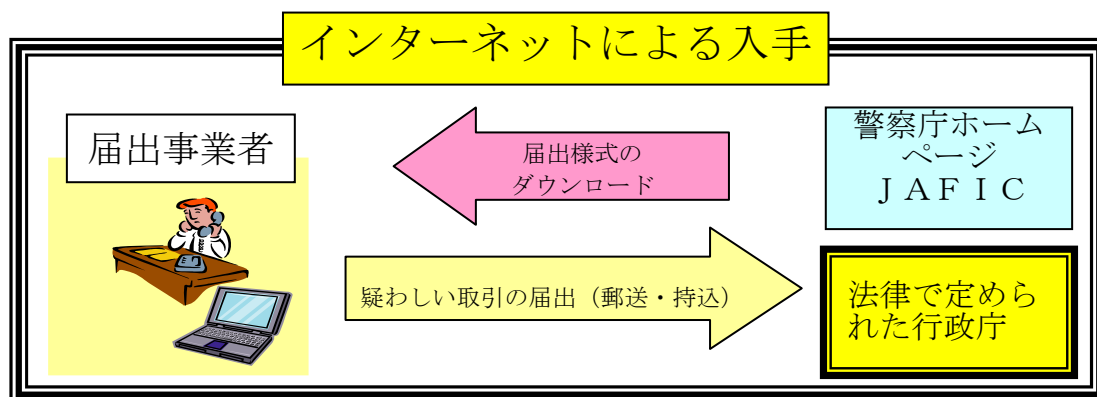 インターネットによる入手
届出事業者
届出様式の
ダウンロード
警察庁ホーム
ページ
ＪＡＦＩＣ
疑わしい取引の届出（郵送・持込）
法律で定めら
れた行政庁